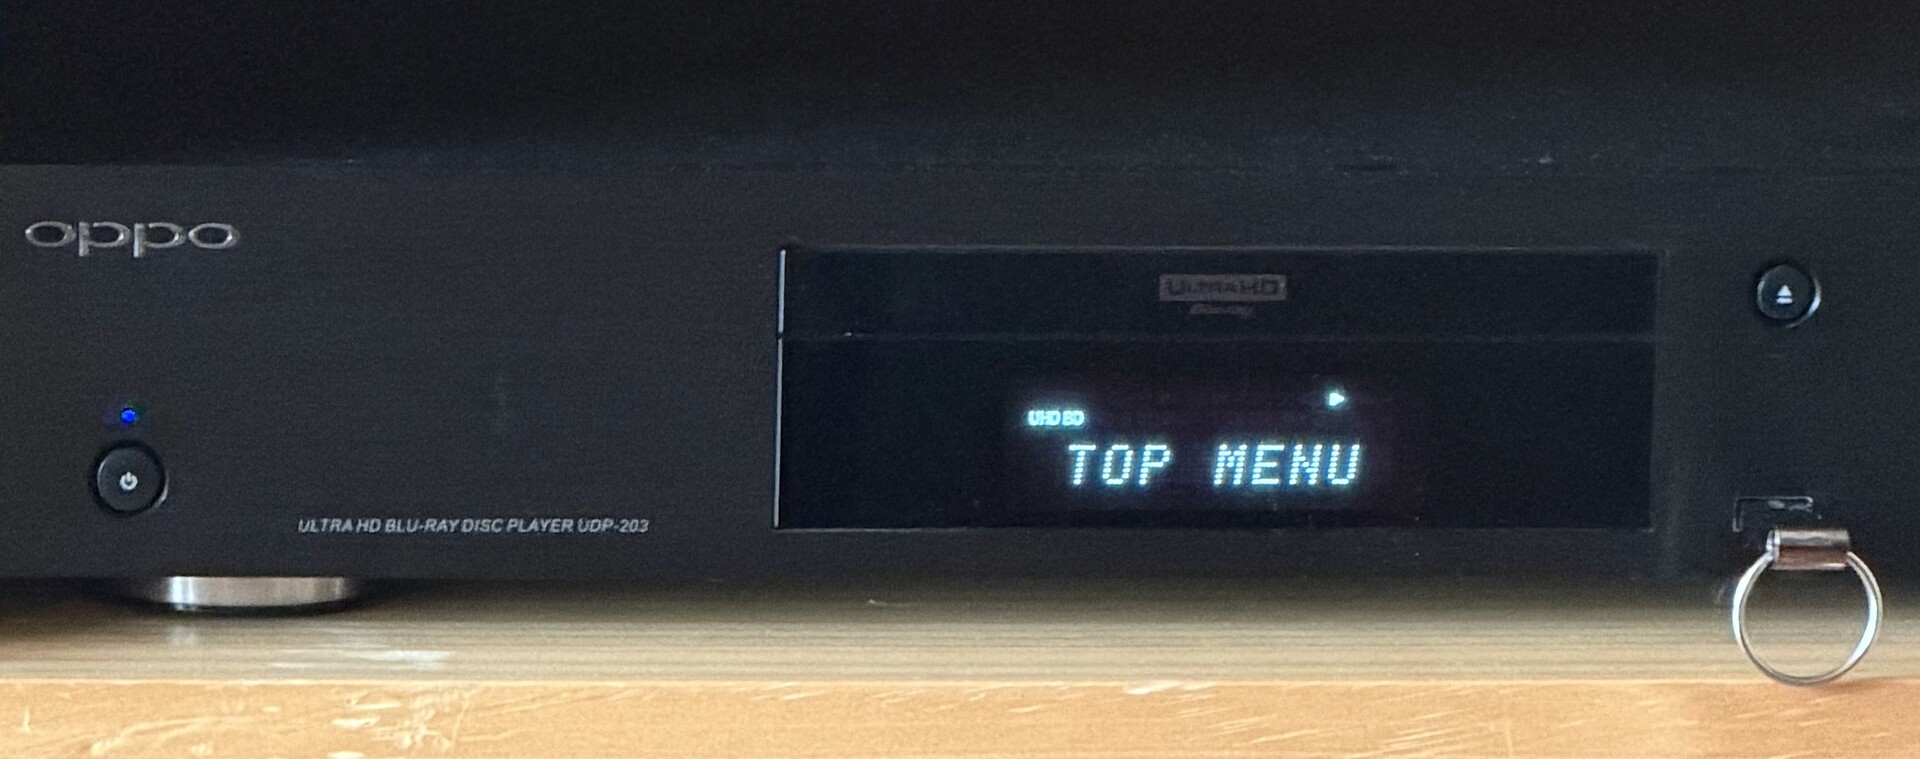 oppo
ULTRA HD
UHD BD
TOP MENU
ULTRA HD BLU-RAY DISC PLAYER UDP-203